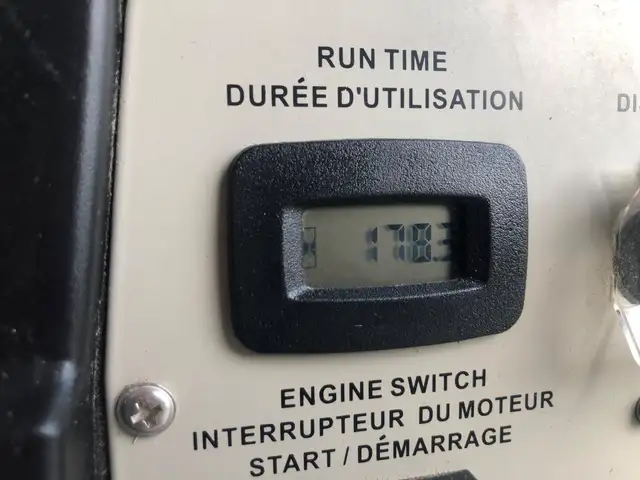 RUN TIME
DURÉE D'UTILISATION
178.3
ENGINE SWITCH
INTERRUPTEUR DU MOTEUR
START / DÉMARRAGE